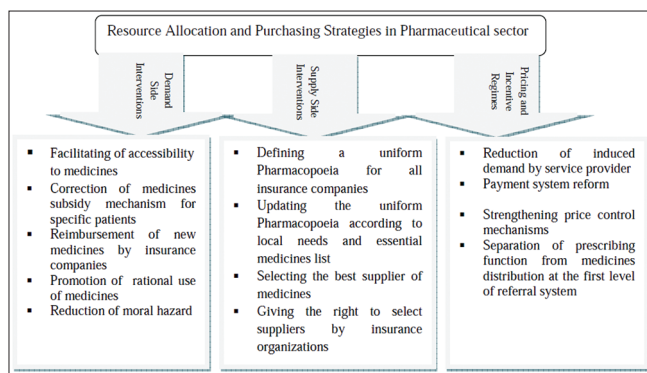 Resource Allocation and Purchasing Strategies in Pharmaceutical sector
Demand
Side
Interventions
Supply Side
Interventions
Pricing and
Incentive
Regimes
▪ Facilitating of accessibility
to medicines
▪ Correction of medicines
subsidy mechanism for
specific patients
▪ Reimbursement of new
medicines by insurance
companies
▪ Promotion of rational use
of medicines
▪ Reduction of moral hazard
▪ Defining a uniform
Pharmacopoeia for all
insurance companies
▪ Updating the uniform
Pharmacopoeia according to
local needs and essential
medicines list
▪ Selecting the best supplier of
medicines
▪ Giving the right to select
suppliers by insurance
organizations
▪ Reduction of induced
demand by service provider
▪ Payment system reform
▪ Strengthening price control
mechanisms
▪ Separation of prescribing
function from medicines
distribution at the first level
of referral system